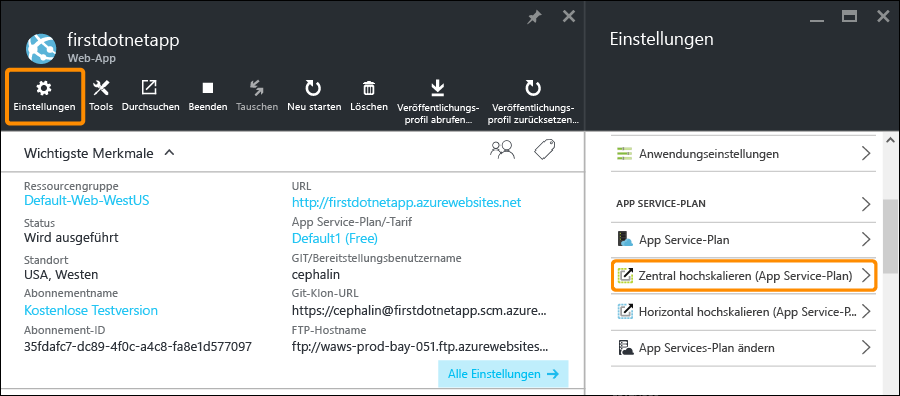 firstdotnetapp
Web-App
Einstellungen
Tools
Durchsuchen
Beenden
Tauschen
Neu starten
Löschen
Veröffentlichungs-
profil abrufen...
Veröffentlichungs-
profil zurücksetzen...
Wichtigste Merkmale
Ressourcengruppe
Default-Web-WestUS
Status
Wird ausgeführt
Standort
USA, Westen
Abonnementname
Kostenlose Testversion
Abonnement-ID
35fdafc7-dc89-4f0c-a4c8-fa8e1d577097
URL
http://firstdotnetapp.azurewebsites.net
App Service-Plan/-Tarif
Default1 (Free)
GIT/Bereitstellungsbenutzername
cephalin
Git-Klon-URL
https://cephalin@firstdotnetapp.scm.azure...
FTP-Hostname
ftp://waws-prod-bay-051.ftp.azurewebsites...
Alle Einstellungen
Einstellungen
Anwendungseinstellungen
APP SERVICE-PLAN
App Service-Plan
Zentral hochskalieren (App Service-Plan)
Horizontal hochskalieren (App Service-P...
App Services-Plan ändern